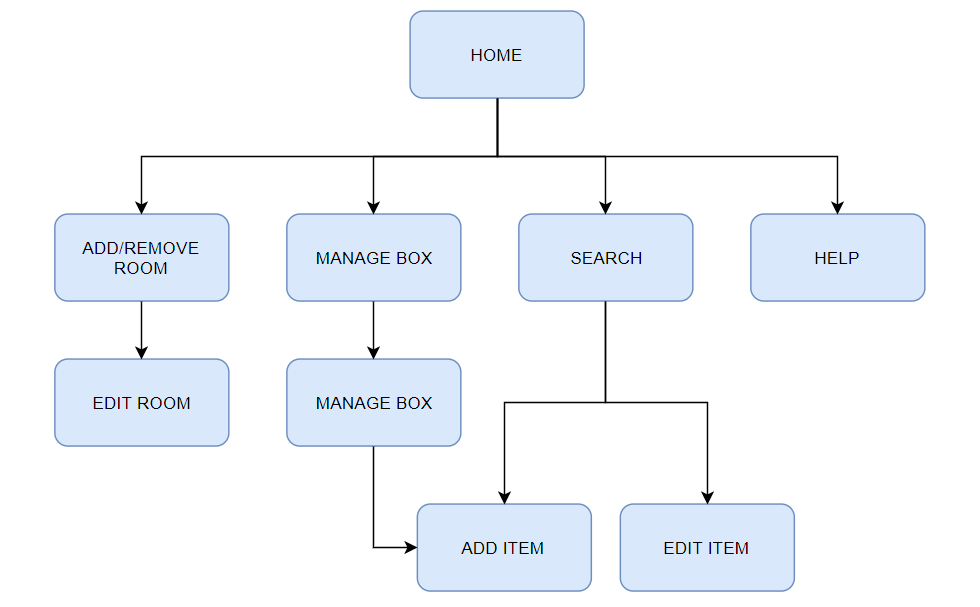 HOME
ADD/REMOVE
ROOM
MANAGE BOX
SEARCH
HELP
EDIT ROOM
MANAGE BOX
ADD ITEM
EDIT ITEM